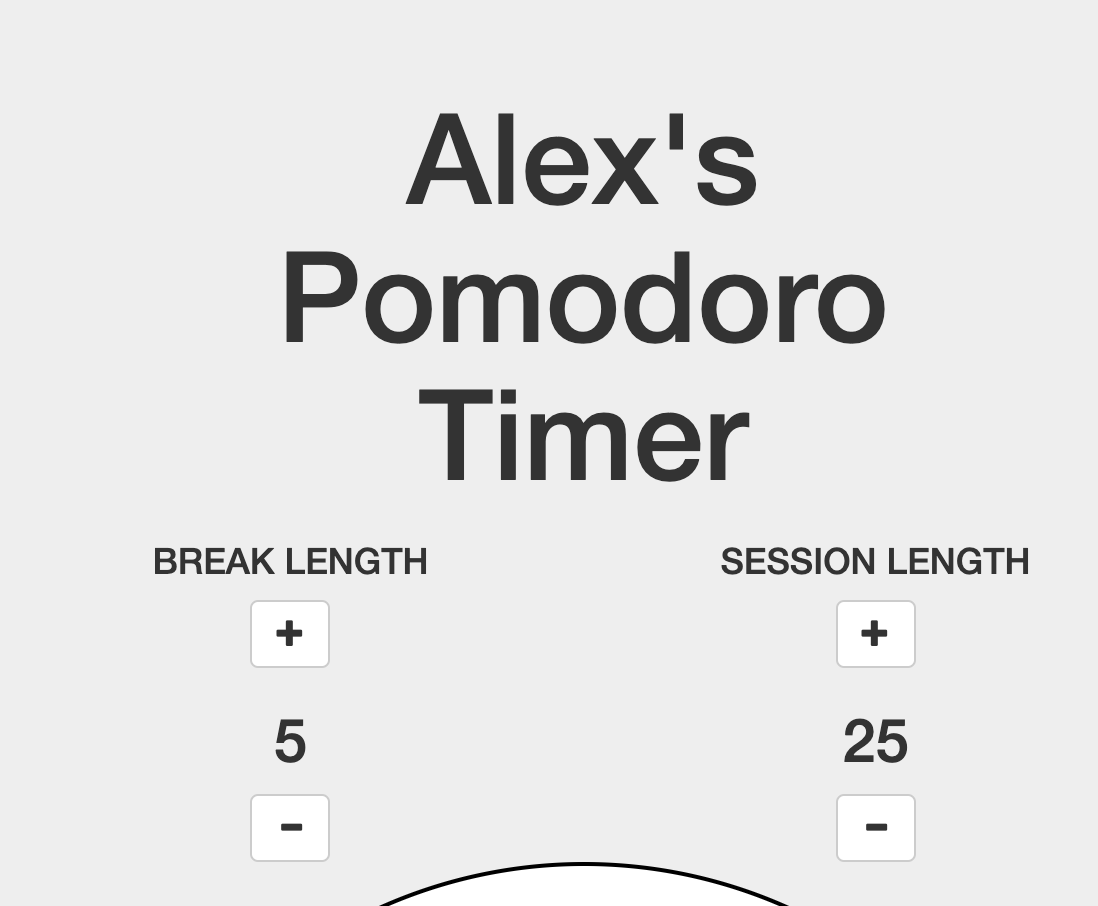 Alex's
Pomodoro
Timer
BREAK LENGTH
SESSION LENGTH
+
+
5
25
-
-